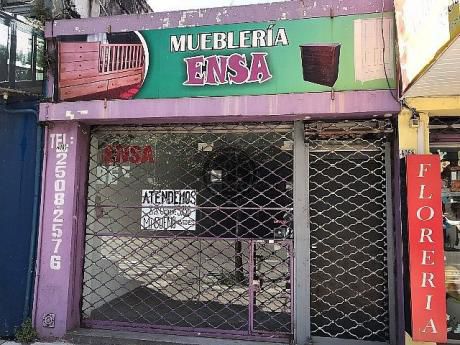 MUEBLERÍA
ENSA
TEL:
25082576
ENSA
ATENDEMOS
FLORERIA